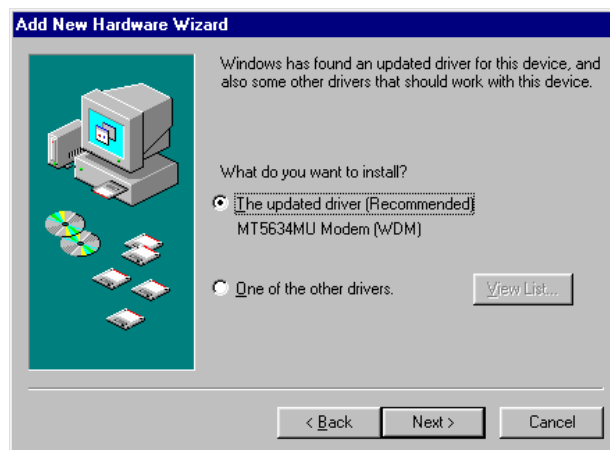 Add New Hardware Wizard
Windows has found an updated driver for this device, and
also some other drivers that should work with this device.
What do you want to install?
The updated driver (Recommended)
MT5634MU Modem (WDM)
One of the other drivers.
View List...
< Back
Next >
Cancel